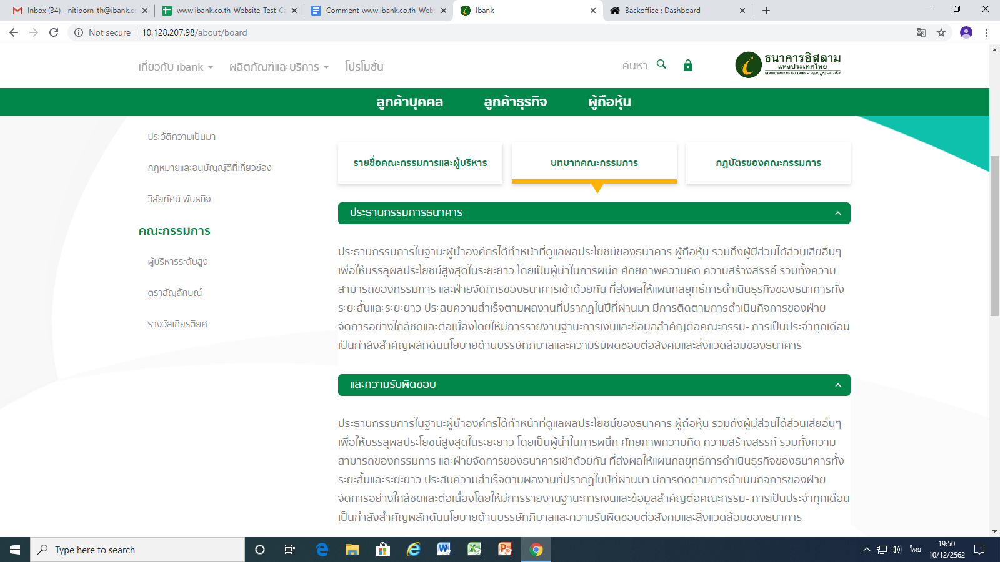 Inbox (34) - nitiporn_th@ibank.co
www.ibank.co.th-Website-Test-Ca
Comment-www.ibank.co.th-Webs
Ibank
Backoffice : Dashboard
Not secure
10.128.207.98/about/board
เกี่ยวกับ ibank
ผลิตภัณฑ์และบริการ
โปรโมชั่น
ค้นหา
ธนาคารอิสลาม
แห่งประเทศไทย
ISLAMIC BANK OF THAILAND
ลูกค้าบุคคล
ลูกค้าธุรกิจ
ผู้ถือหุ้น
ประวัติความเป็นมา
กฎหมายและอนุบัญญัติที่เกี่ยวข้อง
วิสัยทัศน์ พันธกิจ
คณะกรรมการ
ผู้บริหารระดับสูง
ตราสัญลักษณ์
รางวัลเกียรติยศ
รายชื่อคณะกรรมการและผู้บริหาร
บทบาทคณะกรรมการ
กฎบัตรของคณะกรรมการ
ประธานกรรมการธนาคาร
ประธานกรรมการในฐานะผู้นำองค์กรได้ทำหน้าที่ดูแลผลประโยชน์ของธนาคาร ผู้ถือหุ้น รวมถึงผู้มีส่วนได้ส่วนเสียอื่นๆ
เพื่อให้บรรลุผลประโยชน์สูงสุดในระยะยาว โดยเป็นผู้นำในการผนึก ศักยภาพความคิด ความสร้างสรรค์ รวมทั้งความ
สามารถของกรรมการ และฝ่ายจัดการของธนาคารเข้าด้วยกัน ที่ส่งผลให้แผนกลยุทธ์การดำเนินธุรกิจของธนาคารทั้ง
ระยะสั้นและระยะยาว ประสบความสำเร็จตามผลงานที่ปรากฏในปีที่ผ่านมา มีการติดตามการดำเนินกิจการของฝ่าย
จัดการอย่างใกล้ชิดและต่อเนื่องโดยให้มีการรายงานฐานะการเงินและข้อมูลสำคัญต่อคณะกรรม- การเป็นประจำทุกเดือน
เป็นกำลังสำคัญผลักดันนโยบายด้านบรรษัทภิบาลและความรับผิดชอบต่อสังคมและสิ่งแวดล้อมของธนาคาร
และความรับผิดชอบ
ประธานกรรมการในฐานะผู้นำองค์กรได้ทำหน้าที่ดูแลผลประโยชน์ของธนาคาร ผู้ถือหุ้น รวมถึงผู้มีส่วนได้ส่วนเสียอื่นๆ
เพื่อให้บรรลุผลประโยชน์สูงสุดในระยะยาว โดยเป็นผู้นำในการผนึก ศักยภาพความคิด ความสร้างสรรค์ รวมทั้งความ
สามารถของกรรมการ และฝ่ายจัดการของธนาคารเข้าด้วยกัน ที่ส่งผลให้แผนกลยุทธ์การดำเนินธุรกิจของธนาคารทั้ง
ระยะสั้นและระยะยาว ประสบความสำเร็จตามผลงานที่ปรากฏในปีที่ผ่านมา มีการติดตามการดำเนินกิจการของฝ่าย
จัดการอย่างใกล้ชิดและต่อเนื่องโดยให้มีการรายงานฐานะการเงินและข้อมูลสำคัญต่อคณะกรรม- การเป็นประจำทุกเดือน
เป็นกำลังสำคัญผลักดันนโยบายด้านบรรษัทภิบาลและความรับผิดชอบต่อสังคมและสิ่งแวดล้อมของธนาคาร
Type here to search
ไทย
19:50
10/12/2562